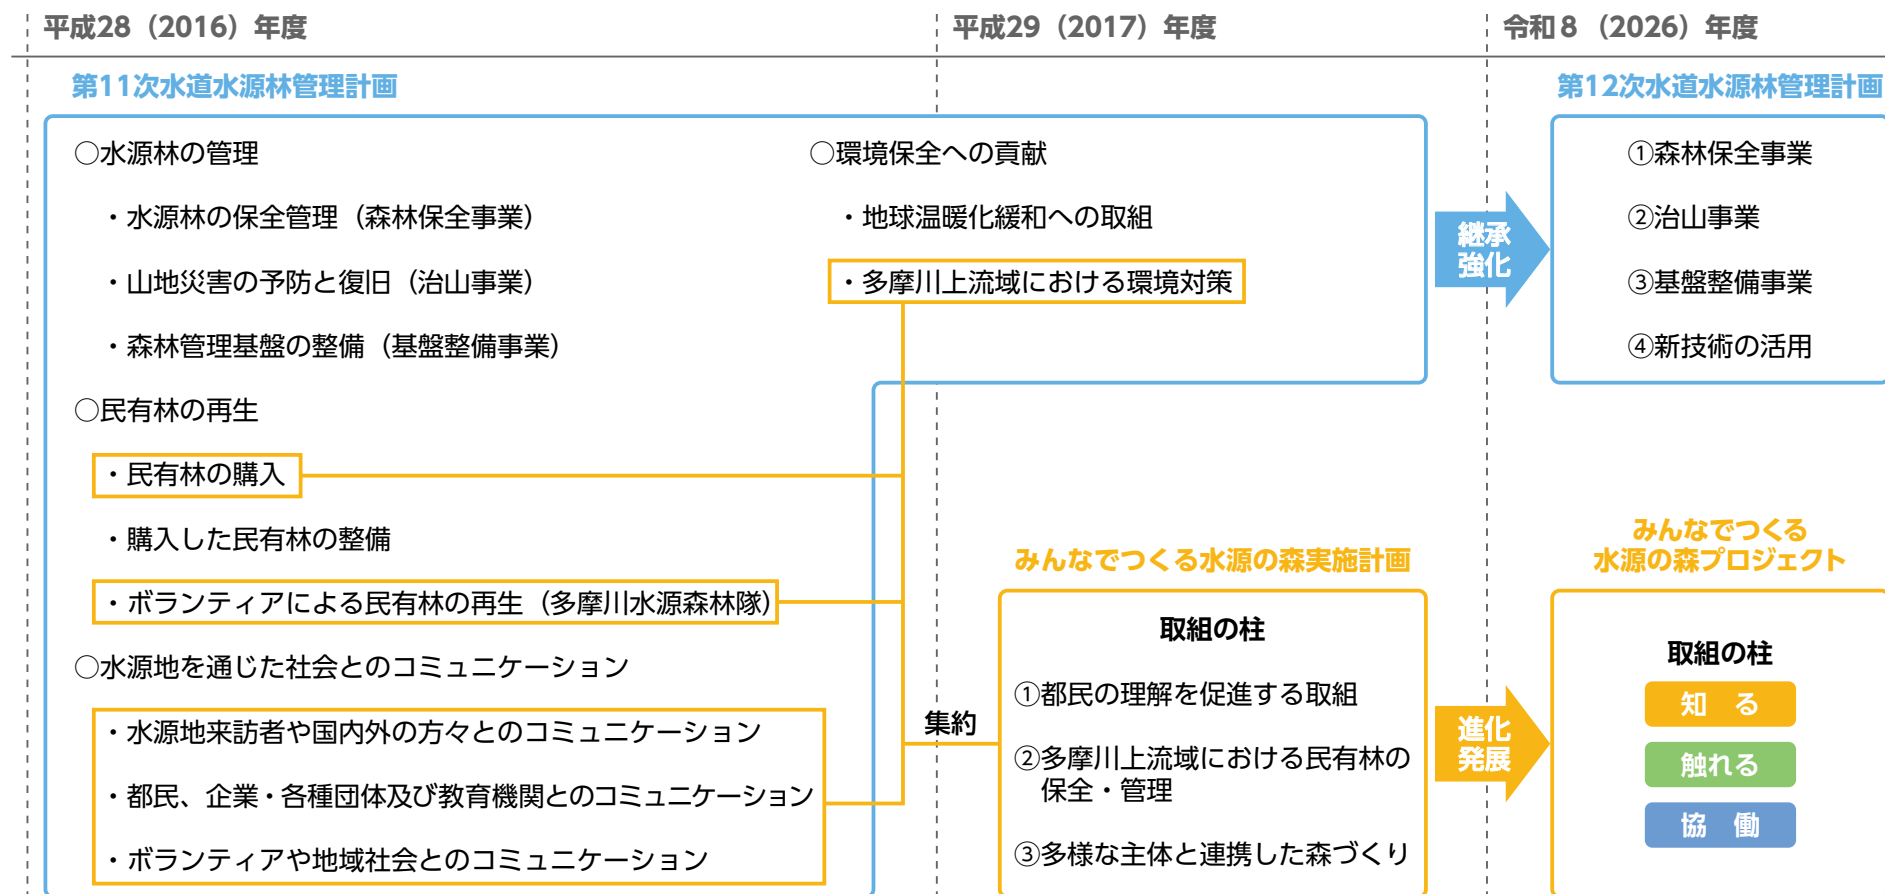 平成28（2016）年度
平成29（2017）年度
令和８（2026）年度
第11次水道水源林管理計画
○水源林の管理
・水源林の保全管理（森林保全事業）
・山地災害の予防と復旧（治山事業）
・森林管理基盤の整備（基盤整備事業）
○民有林の再生
・民有林の購入
・購入した民有林の整備
・ボランティアによる民有林の再生（多摩川水源森林隊）
○水源地を通じた社会とのコミュニケーション
・水源地来訪者や国内外の方々とのコミュニケーション
・都民、企業・各種団体及び教育機関とのコミュニケーション
・ボランティアや地域社会とのコミュニケーション
○環境保全への貢献
・地球温暖化緩和への取組
・多摩川上流域における環境対策
集約
みんなでつくる水源の森実施計画
取組の柱
①都民の理解を促進する取組
②多摩川上流域における民有林の
保全・管理
③多様な主体と連携した森づくり
継承
強化
進化
発展
第12次水道水源林管理計画
①森林保全事業
②治山事業
③基盤整備事業
④新技術の活用
みんなでつくる
水源の森プロジェクト
取組の柱
知　る
触れる
協　働